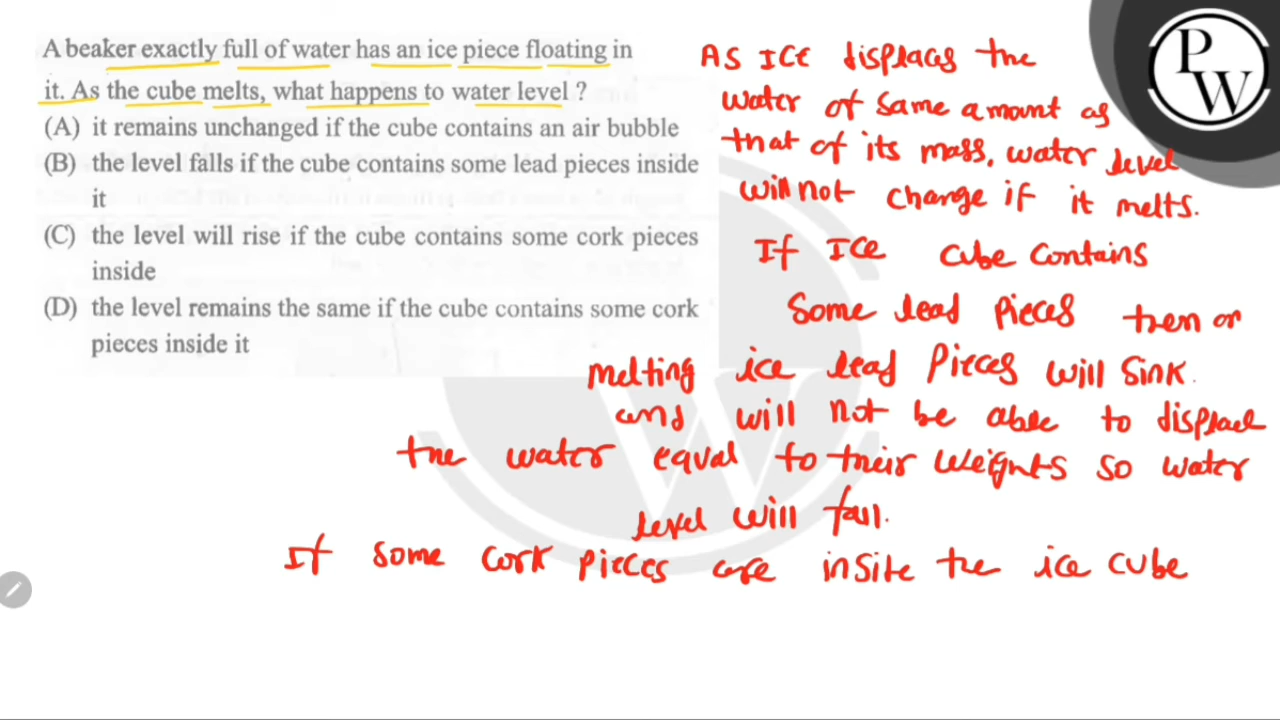 A beaker exactly full of water has an ice piece floating in
it. As the cube melts, what happens to water level ?
(A) it remains unchanged if the cube contains an air bubble
(B) the level falls if the cube contains some lead pieces inside
it
(C) the level will rise if the cube contains some cork pieces
inside
(D) the level remains the same if the cube contains some cork
pieces inside it
P
W
As Ice displaces the
water of same amount as
that of its mass, water level
will not change if it melts.
If Ice cube contains
some lead pieces then on
melting ice lead pieces will sink.
and will not be able to displace
the water equal to their weights so water
level will fall.
If some cork pieces are insite the ice cube